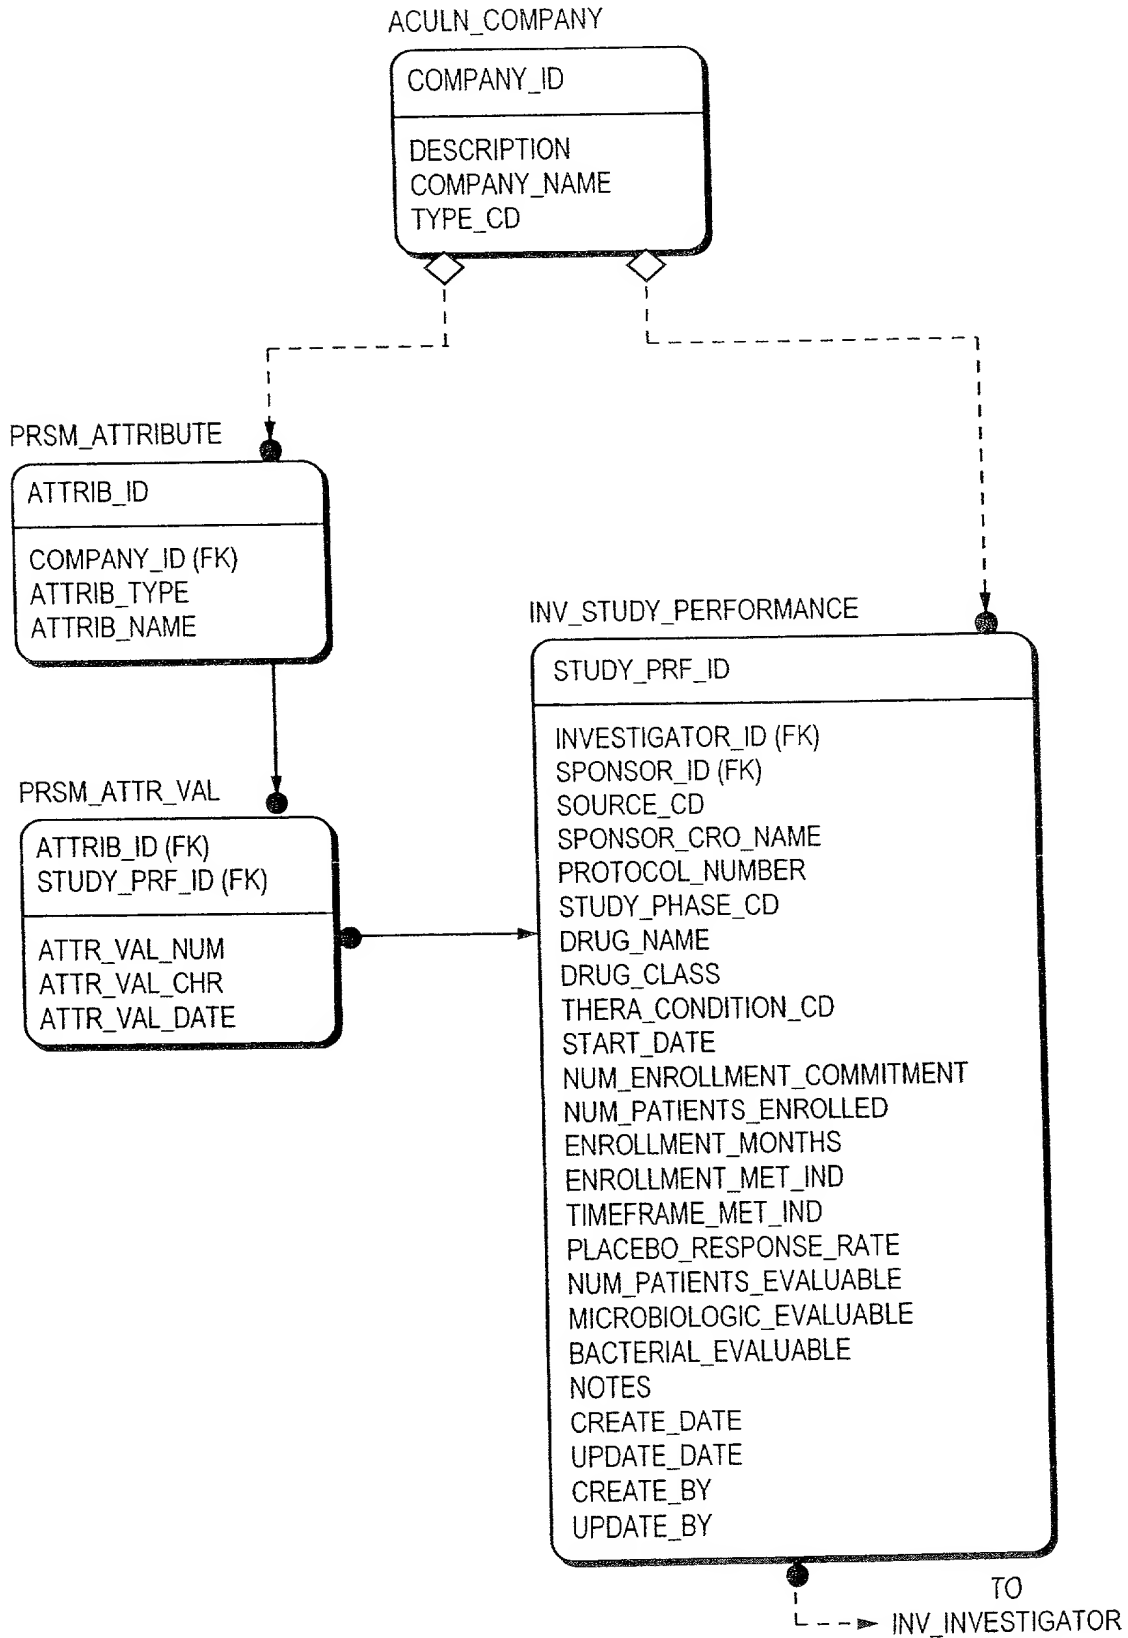 ACULN_COMPANY
COMPANY_ID
DESCRIPTION
COMPANY_NAME
TYPE_CD
PRSM_ATTRIBUTE
ATTRIB_ID
COMPANY_ID (FK)
ATTRIB_TYPE
ATTRIB_NAME
PRSM_ATTR_VAL
ATTRIB_ID (FK)
STUDY_PRF_ID (FK)
ATTR_VAL_NUM
ATTR_VAL_CHR
ATTR_VAL_DATE
INV_STUDY_PERFORMANCE
STUDY_PRF_ID
INVESTIGATOR_ID (FK)
SPONSOR_ID (FK)
SOURCE_CD
SPONSOR_CRO_NAME
PROTOCOL_NUMBER
STUDY_PHASE_CD
DRUG_NAME
DRUG_CLASS
THERA_CONDITION_CD
START_DATE
NUM_ENROLLMENT_COMMITMENT
NUM_PATIENTS_ENROLLED
ENROLLMENT_MONTHS
ENROLLMENT_MET_IND
TIMEFRAME_MET_IND
PLACEBO_RESPONSE_RATE
NUM_PATIENTS_EVALUABLE
MICROBIOLOGIC_EVALUABLE
BACTERIAL_EVALUABLE
NOTES
CREATE_DATE
UPDATE_DATE
CREATE_BY
UPDATE_BY
TO
INV_INVESTIGATOR